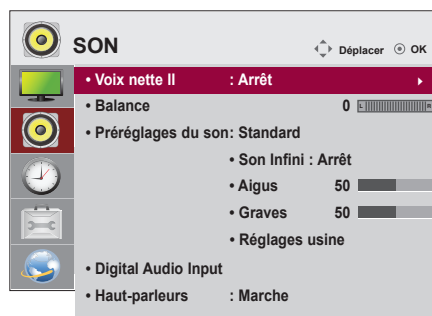 SON
Déplacer OK
• Voix nette II : Arrêt
• Balance 0 L R
• Préréglages du son: Standard
• Son Infini : Arrêt
• Aigus 50
• Graves 50
• Réglages usine
• Digital Audio Input
• Haut-parleurs : Marche